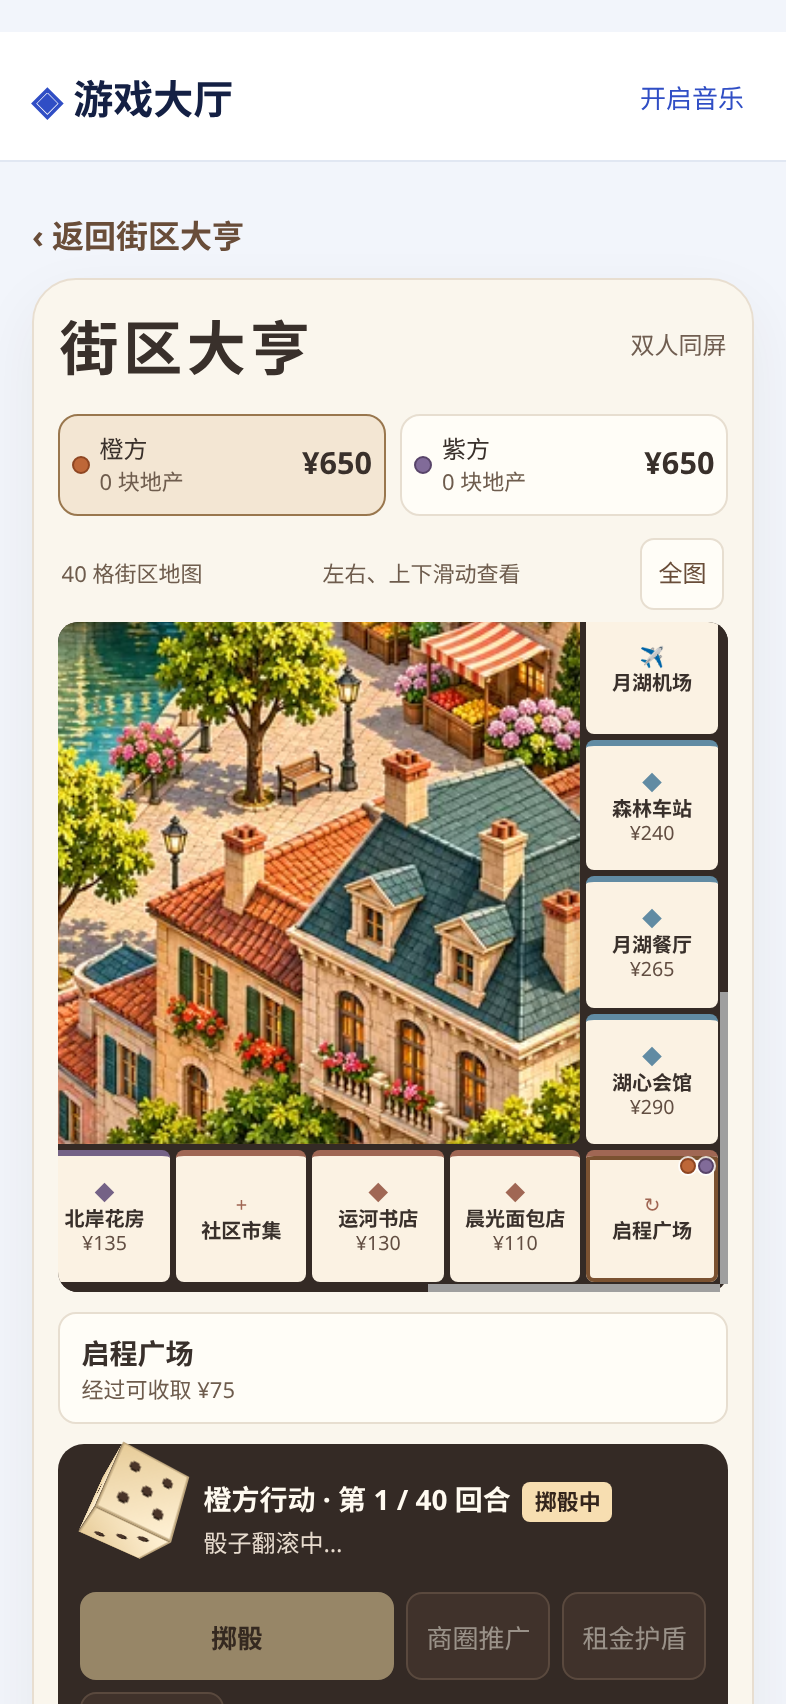 ◈ 游戏大厅
开启音乐
‹ 返回街区大亨
街区大亨
双人同屏
橙方
0 块地产
¥650
紫方
0 块地产
¥650
40 格街区地图
左右、上下滑动查看
全图
月湖机场
森林车站
¥240
月湖餐厅
¥265
湖心会馆
¥290
北岸花房
¥135
+
社区市集
运河书店
¥130
晨光面包店
¥110
↻
启程广场
启程广场
经过可收取 ¥75
橙方行动 · 第 1 / 40 回合
掷骰中
骰子翻滚中...
掷骰
商圈推广
租金护盾